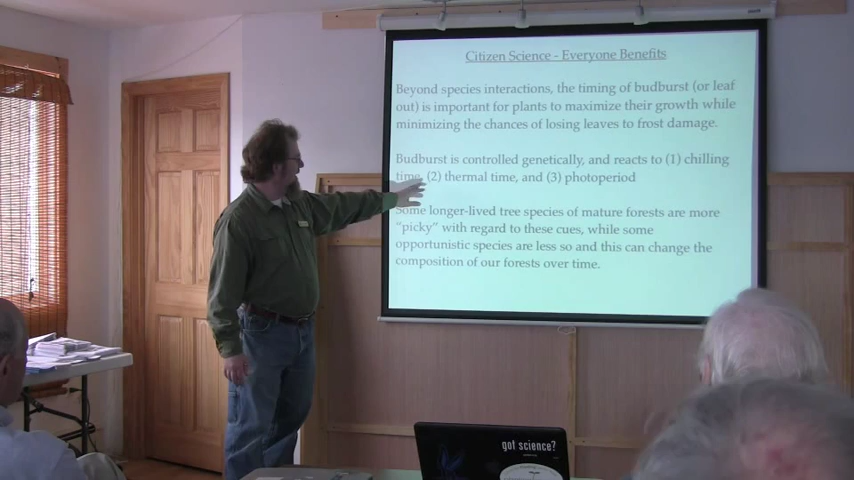 Citizen Science - Everyone Benefits
Beyond species interactions, the timing of budburst (or leaf
out) is important for plants to maximize their growth while
minimizing the chances of losing leaves to frost damage.
Budburst is controlled genetically, and reacts to (1) chilling
time, (2) thermal time, and (3) photoperiod
Some longer-lived tree species of mature forests are more
"picky" with regard to these cues, while some
opportunistic species are less so and this can change the
composition of our forests over time.
got science?